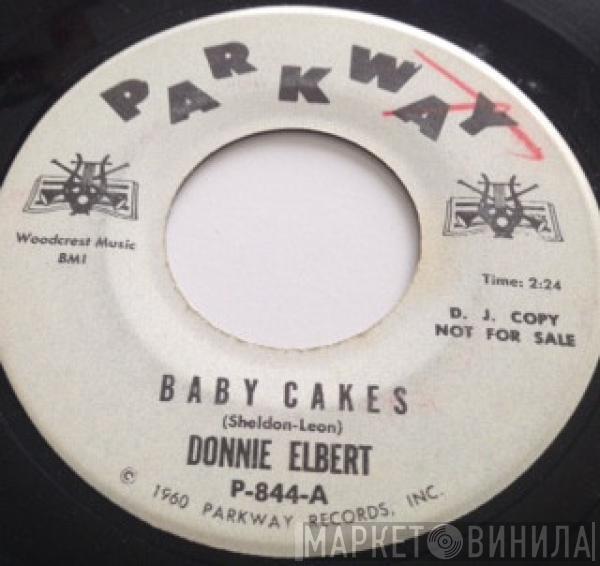 PARKWAY
Woodcrest Music
BMI
Time: 2:24
D. J. COPY
NOT FOR SALE
BABY CAKES
(Sheldon-Leon)
DONNIE ELBERT
P-844-A
© 1960 PARKWAY RECORDS, INC.
МАРКЕТ ВИНИЛА